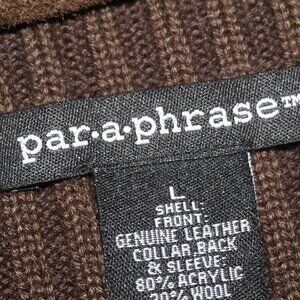 par·a·phrase™
L
SHELL:
FRONT:
GENUINE LEATHER
COLLAR, BACK
& SLEEVE:
80% ACRYLIC
20% WOOL